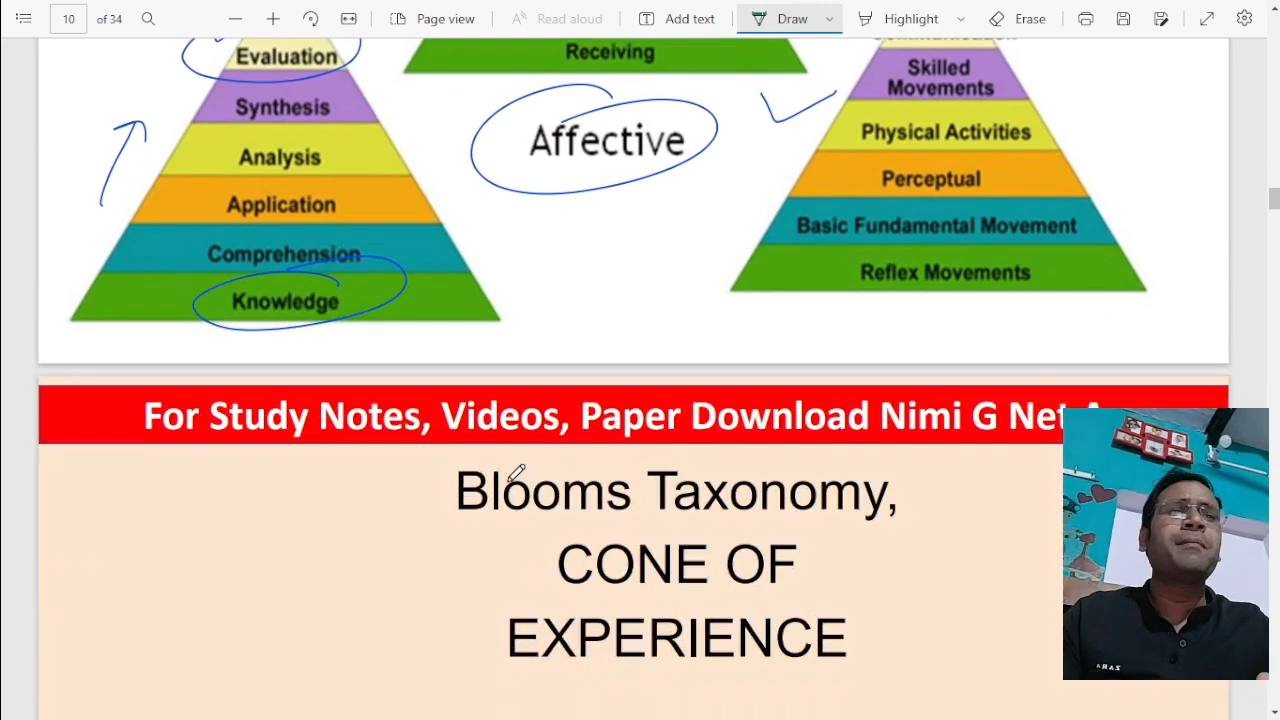 10
of 34
Page view
Read aloud
Add text
Draw
Highlight
Erase
Evaluation
Synthesis
Analysis
Application
Comprehension
Knowledge
Receiving
Affective
Skilled
Movements
Physical Activities
Perceptual
Basic Fundamental Movement
Reflex Movements
For Study Notes, Videos, Paper Download Nimi G Net
Blooms Taxonomy,
CONE OF
EXPERIENCE